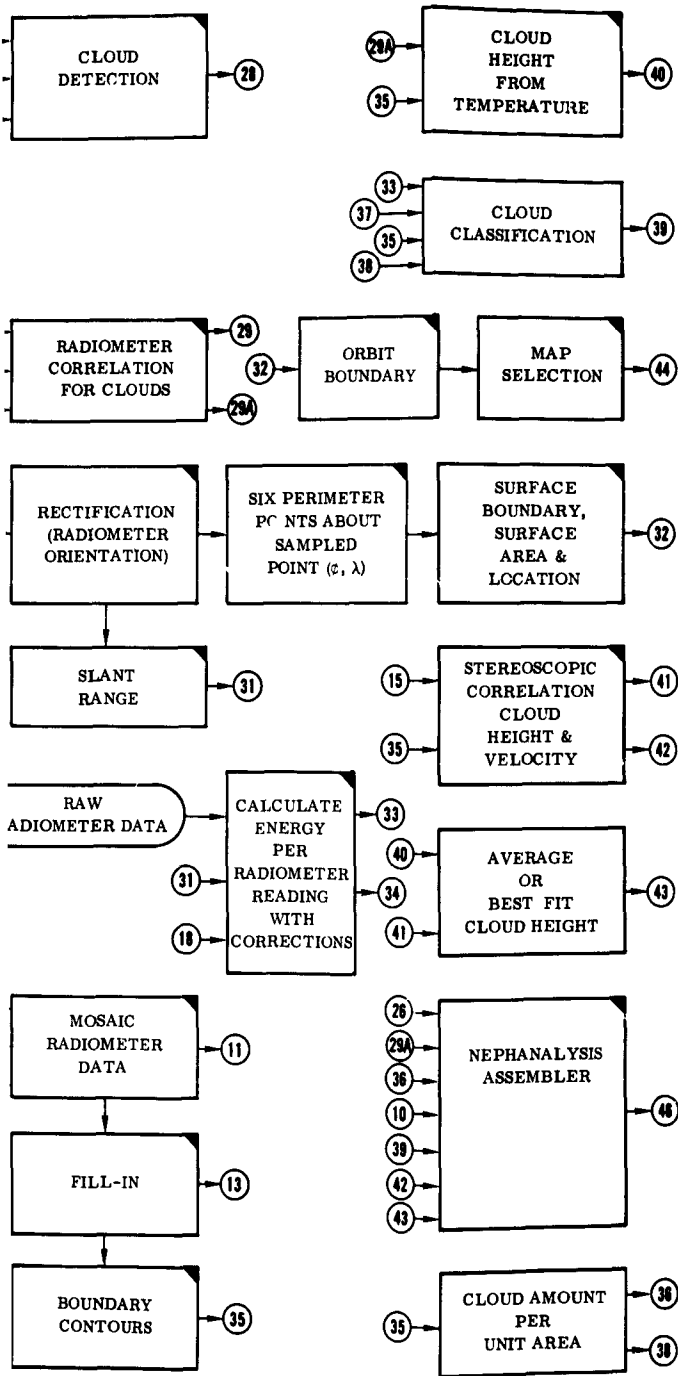 CLOUD
DETECTION
28
29A
35
CLOUD
HEIGHT
FROM
TEMPERATURE
40
33
37
35
38
CLOUD
CLASSIFICATION
39
RADIOMETER
CORRELATION
FOR CLOUDS
29
29A
32
ORBIT
BOUNDARY
MAP
SELECTION
44
RECTIFICATION
(RADIOMETER
ORIENTATION)
SIX PERIMETER
POINTS ABOUT
SAMPLED
POINT (φ, λ)
SURFACE
BOUNDARY,
SURFACE
AREA &
LOCATION
32
SLANT
RANGE
31
15
35
STEREOSCOPIC
CORRELATION
CLOUD
HEIGHT &
VELOCITY
41
42
RAW
ADIOMETER DATA
31
18
CALCULATE
ENERGY
PER
RADIOMETER
READING
WITH
CORRECTIONS
33
34
40
41
AVERAGE
OR
BEST FIT
CLOUD HEIGHT
43
MOSAIC
RADIOMETER
DATA
11
26
29A
36
10
39
42
43
NEPHANALYSIS
ASSEMBLER
46
FILL-IN
13
BOUNDARY
CONTOURS
35
35
CLOUD AMOUNT
PER
UNIT AREA
36
38